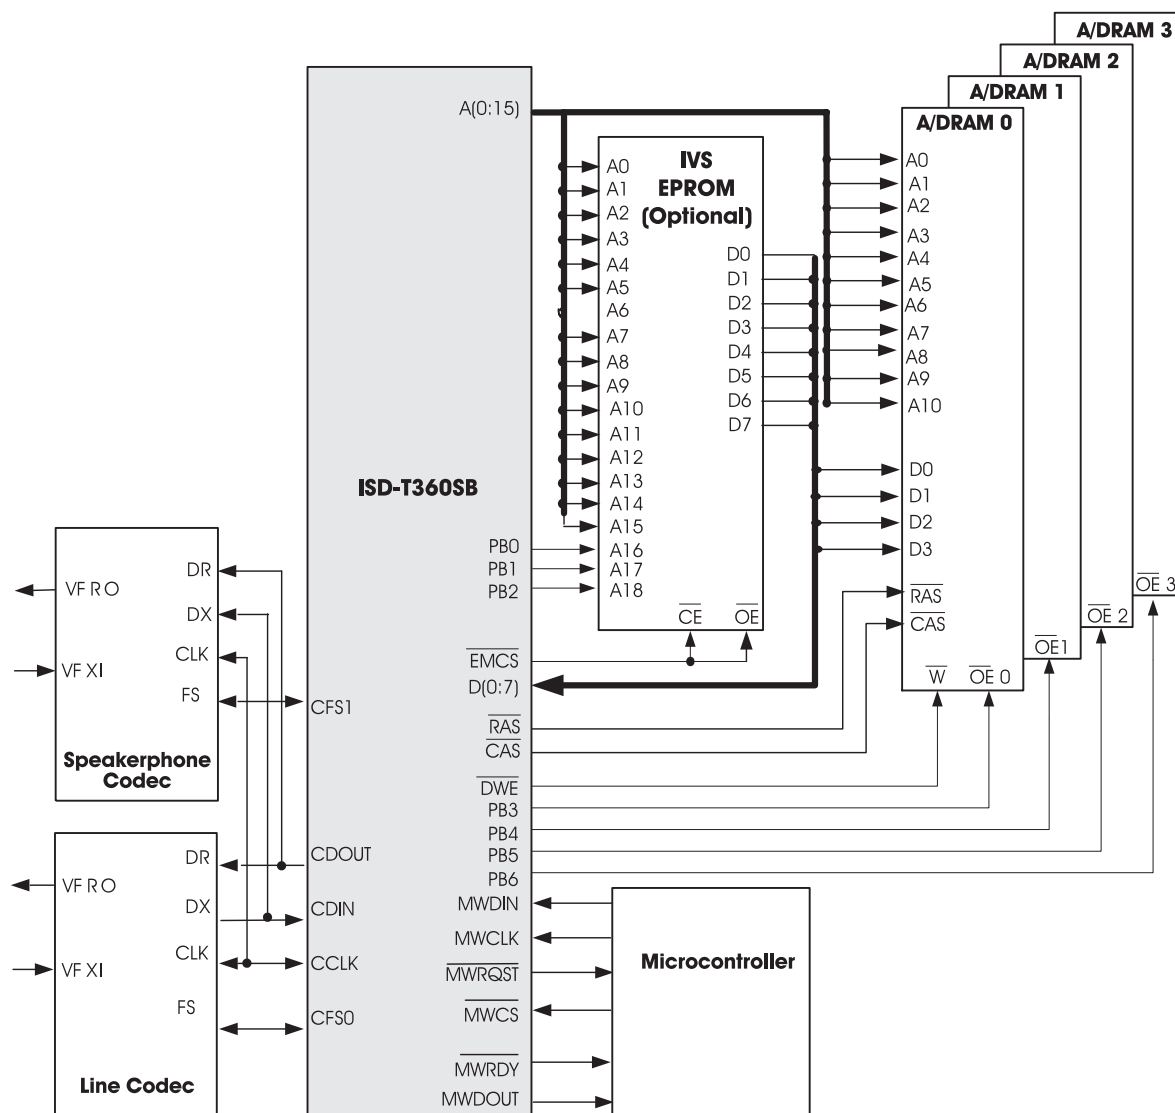 A/DRAM 3
A/DRAM 2
A/DRAM 1
A/DRAM 0
A(0:15)
IVS
EPROM
(Optional)
A0
A1
A2
A3
A4
A5
A6
A7
A8
A9
A10
A11
A12
A13
A14
A15
A16
A17
A18
D0
D1
D2
D3
D4
D5
D6
D7
CE
OE
A0
A1
A2
A3
A4
A5
A6
A7
A8
A9
A10
D0
D1
D2
D3
RAS
CAS
W
OE 0
OE1
OE 2
OE 3
ISD-T360SB
PB0
PB1
PB2
EMCS
D(0:7)
RAS
CAS
DWE
PB3
PB4
PB5
PB6
MWDIN
MWCLK
MWRQST
MWCS
MWRDY
MWDOUT
CFS1
CDOUT
CDIN
CCLK
CFS0
VF RO
VF XI
DR
DX
CLK
FS
Speakerphone
Codec
VF RO
VF XI
DR
DX
CLK
FS
Line Codec
Microcontroller